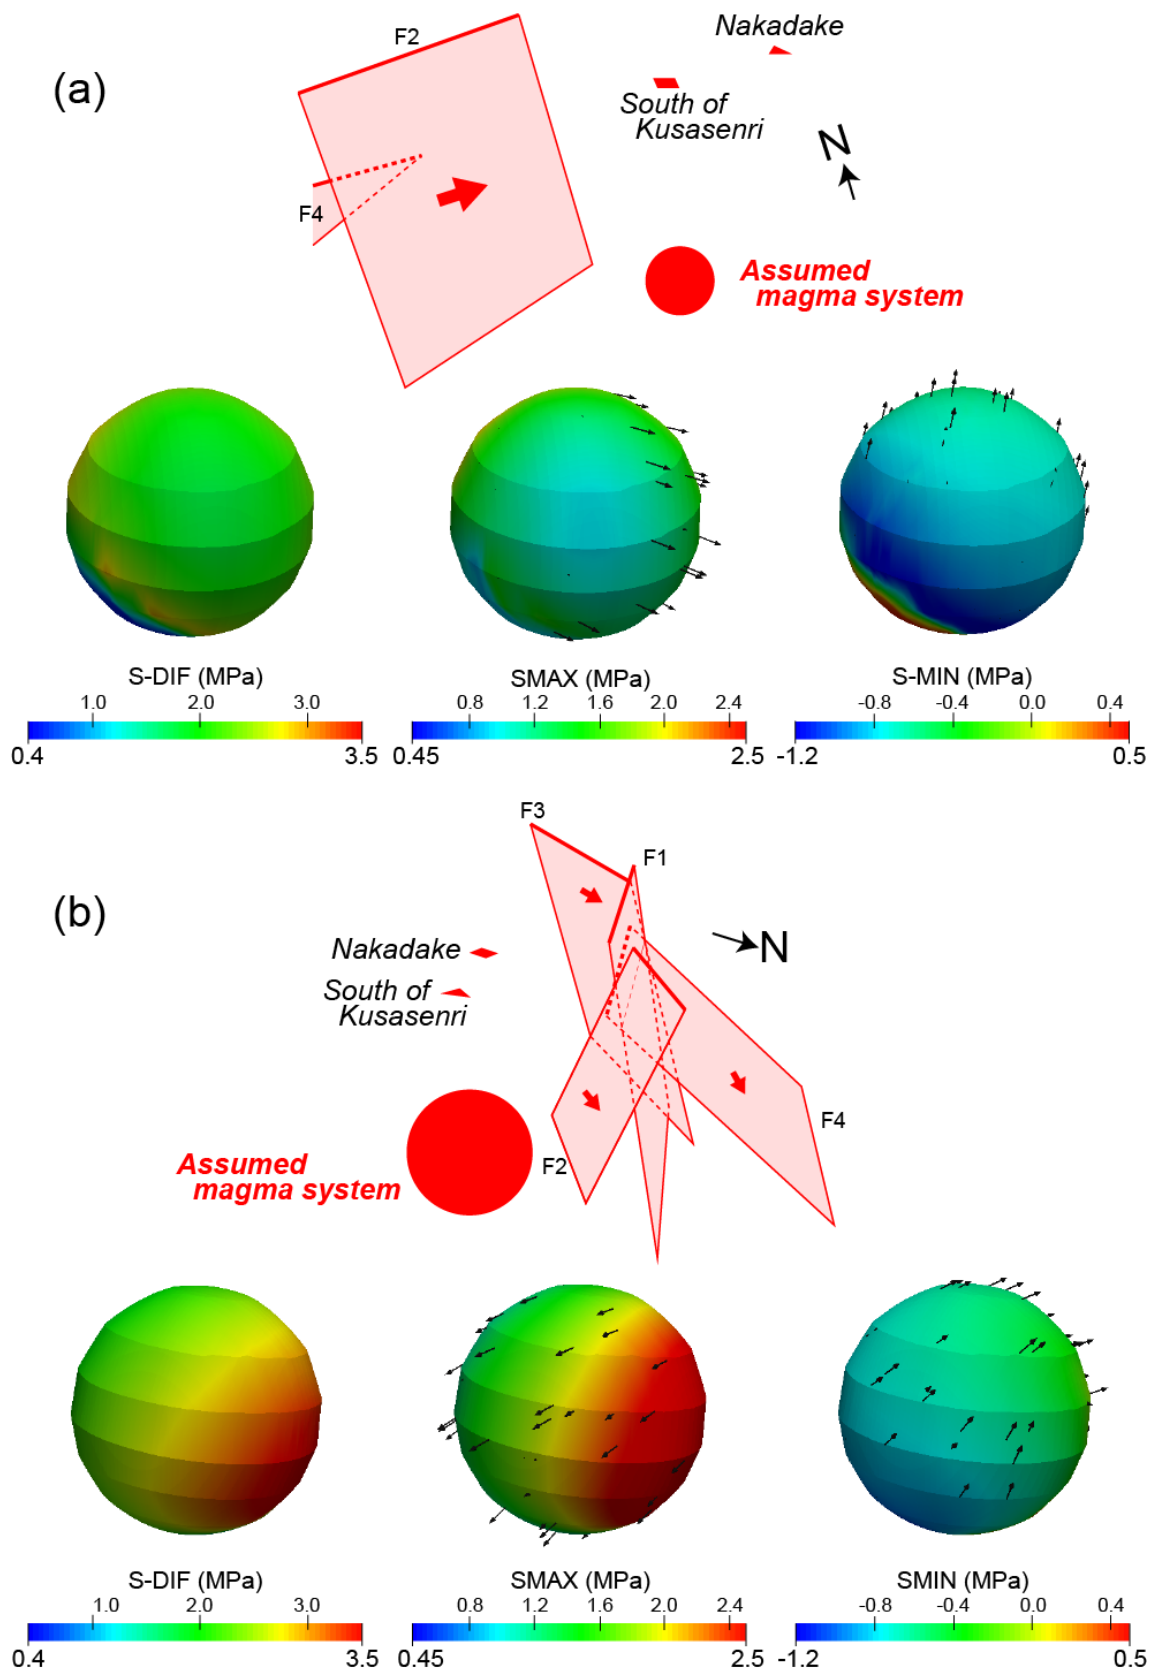 (a)
F2
Nakadake
South of
Kusasenri
N
F4
Assumed
magma system
S-DIF (MPa)
1.0 2.0 3.0
0.4 3.5
SMAX (MPa)
0.8 1.2 1.6 2.0 2.4
0.45 2.5
S-MIN (MPa)
-0.8 -0.4 0.0 0.4
-1.2 0.5
(b)
F3
F1
Nakadake
N
South of
Kusasenri
F4
F2
Assumed
magma system
S-DIF (MPa)
1.0 2.0 3.0
0.4 3.5
SMAX (MPa)
0.8 1.2 1.6 2.0 2.4
0.45 2.5
SMIN (MPa)
-0.8 -0.4 0.0 0.4
-1.2 0.5